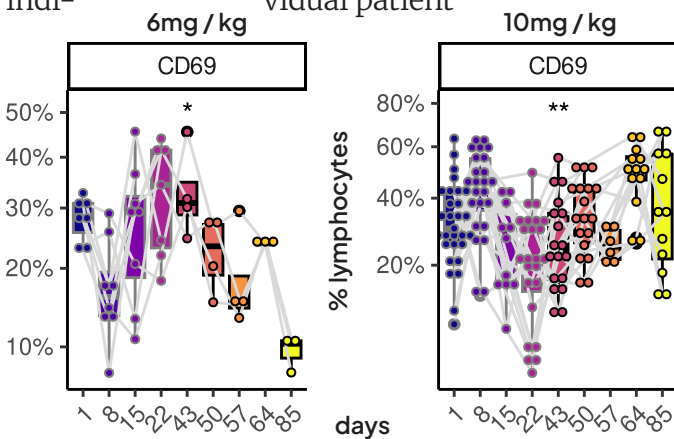 indi- vidual patient
6mg / kg 10mg / kg
CD69 CD69
* **
50%
40%
30%
20%
10%
% lymphocytes
80%
60%
40%
20%
1 8 15 22 43 50 57 64 85
1 8 15 22 43 50 57 64 85
days